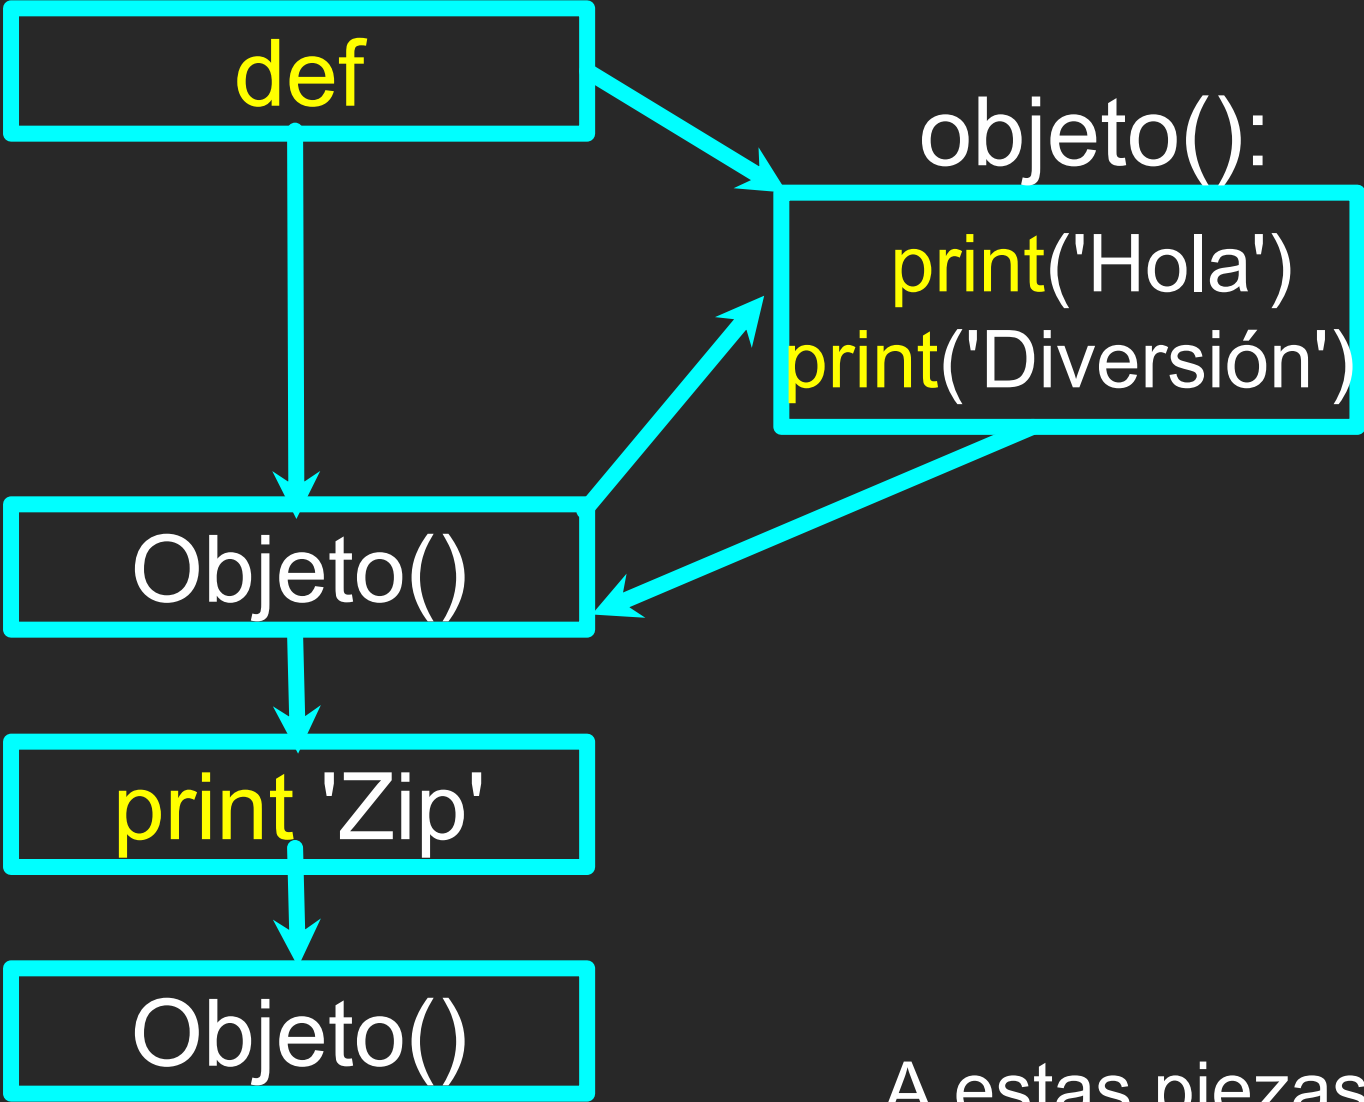 def
objeto():
print('Hola')
print('Diversión')
Objeto()
print 'Zip'
Objeto()
A estas piezas